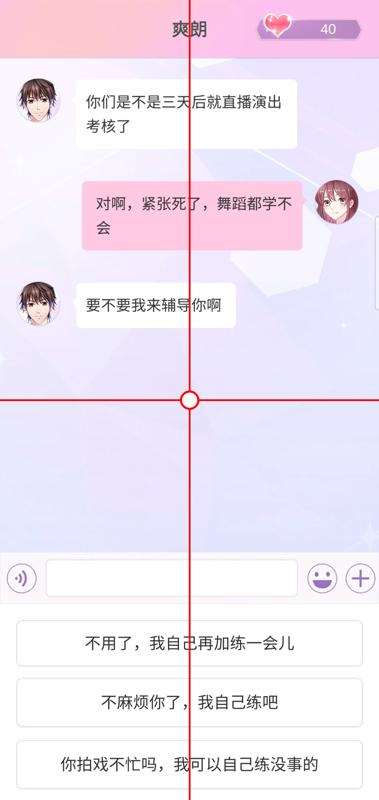 爽朗
40
你们是不是三天后就直播演出
考核了
对啊，紧张死了，舞蹈都学不
会
要不要我来辅导你啊
不用了，我自己再加练一会儿
不麻烦你了，我自己练吧
你拍戏不忙吗，我可以自己练没事的